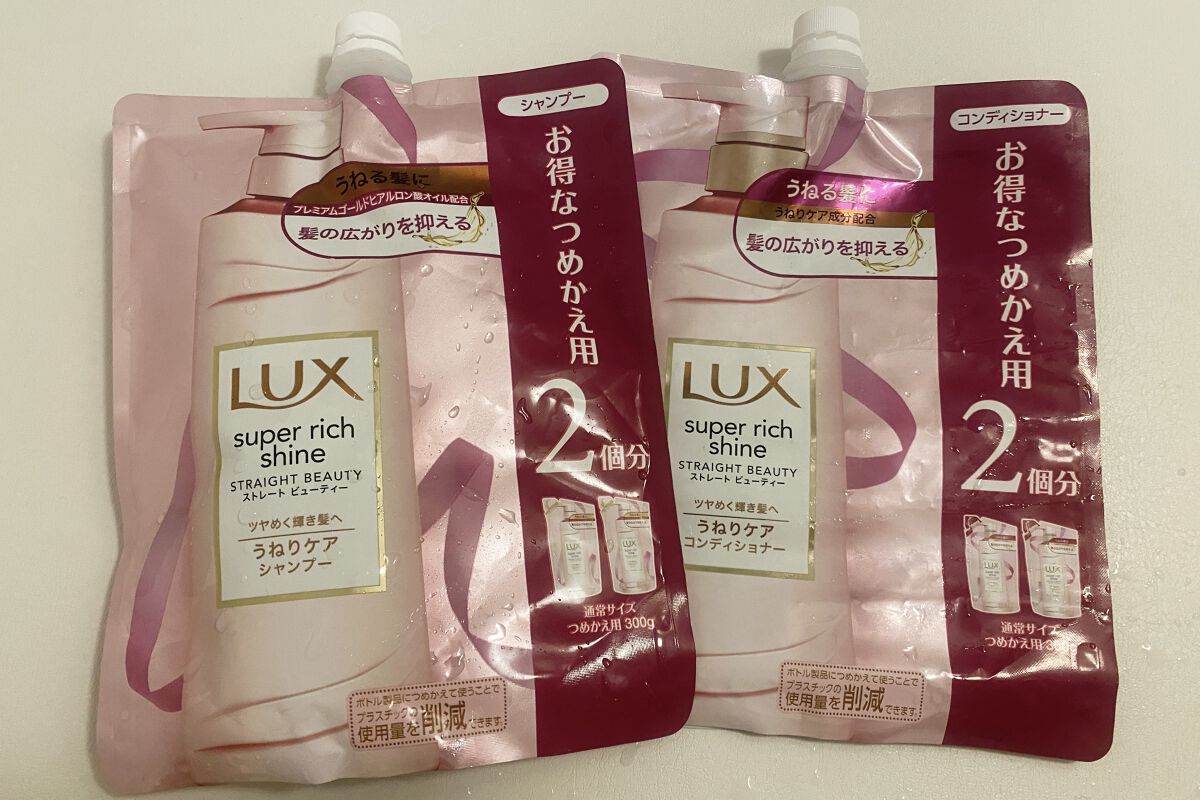 シャンプー
お得なつめかえ用
2個分
うねる髪に
プレミアムゴールドヒアルロン酸オイル配合
髪の広がりを抑える
LUX
super rich
shine
STRAIGHT BEAUTY
ストレート ビューティー
ツヤめく輝き髪へ
うねりケア
シャンプー
LUX
LUX
通常サイズ
つめかえ用 300g
ボトル製品につめかえて使うことで
プラスチックの
使用量を削減できます。
コンディショナー
お得なつめかえ用
2個分
うねる髪に
うねりケア成分配合
髪の広がりを抑える
LUX
super rich
shine
STRAIGHT BEAUTY
ストレート ビューティー
ツヤめく輝き髪へ
うねりケア
コンディショナー
LUX
LUX
通常サイズ
つめかえ用
ボトル製品につめかえて使うことで
プラスチックの
使用量を削減できます。